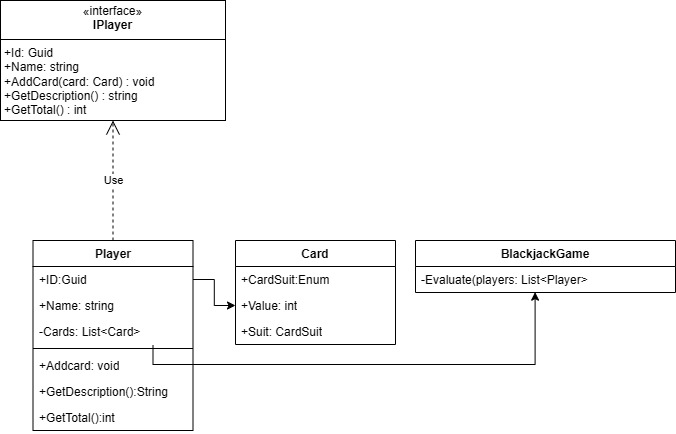 «interface»
IPlayer
+Id: Guid
+Name: string
+AddCard(card: Card) : void
+GetDescription() : string
+GetTotal() : int
Use
Player
+ID:Guid
+Name: string
-Cards: List<Card>
+Addcard: void
+GetDescription():String
+GetTotal():int
Card
+CardSuit:Enum
+Value: int
+Suit: CardSuit
BlackjackGame
-Evaluate(players: List<Player>